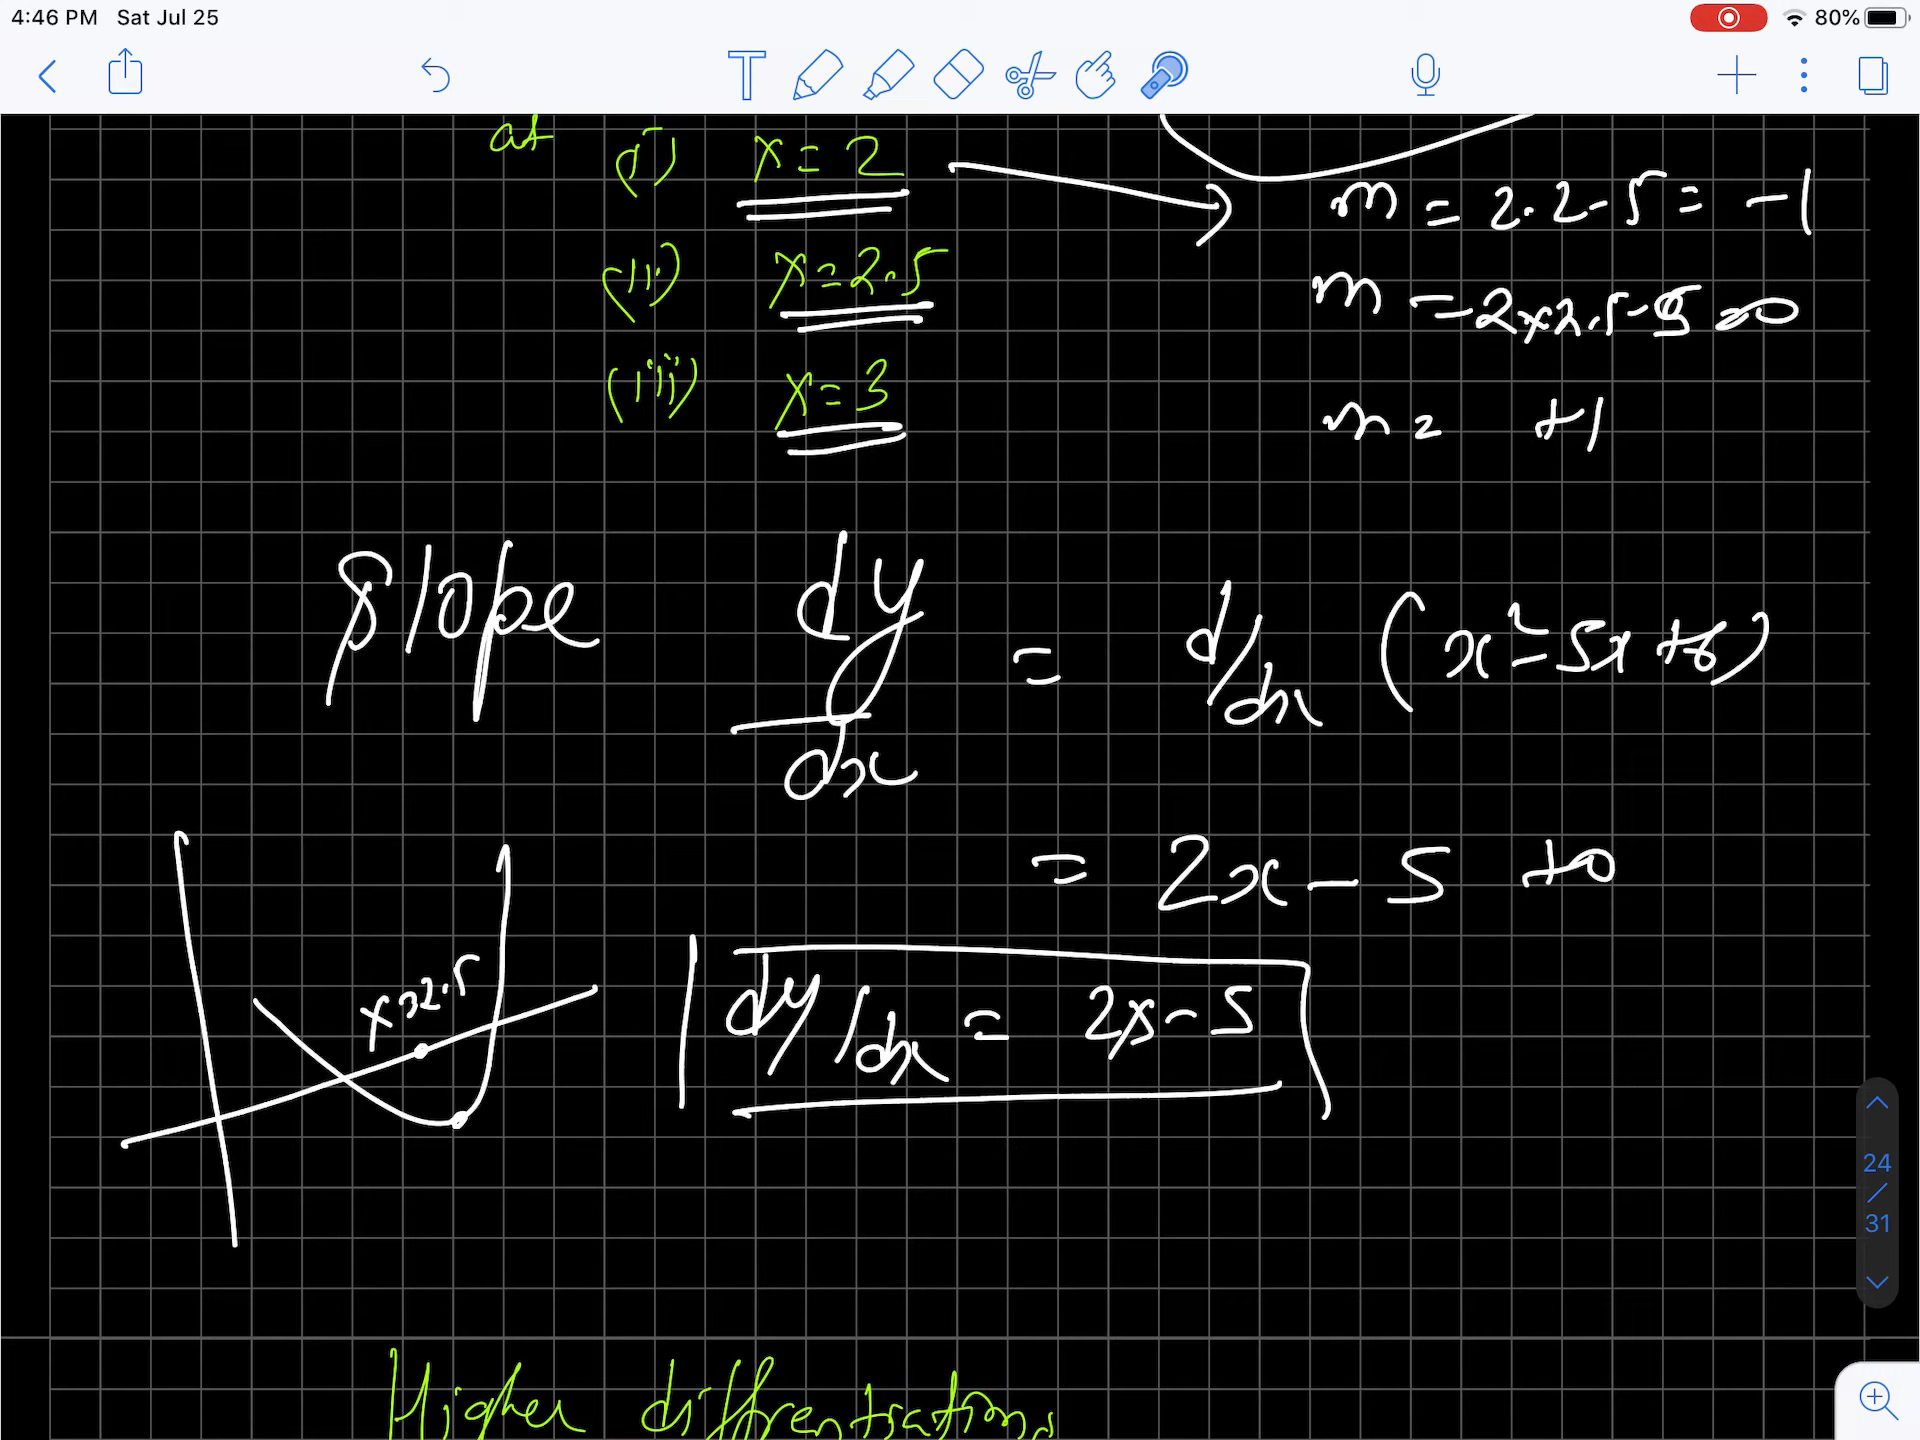 4:46 PM Sat Jul 25
80%
T
at (i) x = 2
m = 2·2-5 = -1
(ii) x = 2.5
m = 2×2.5-5 = 0
(iii) x = 3
m = +1
slope dy/dx = d/dx (x²-5x+6)
= 2x - 5 + 0
x=2.5
dy/dx = 2x-5
24
/
31
Higher diffrentiations